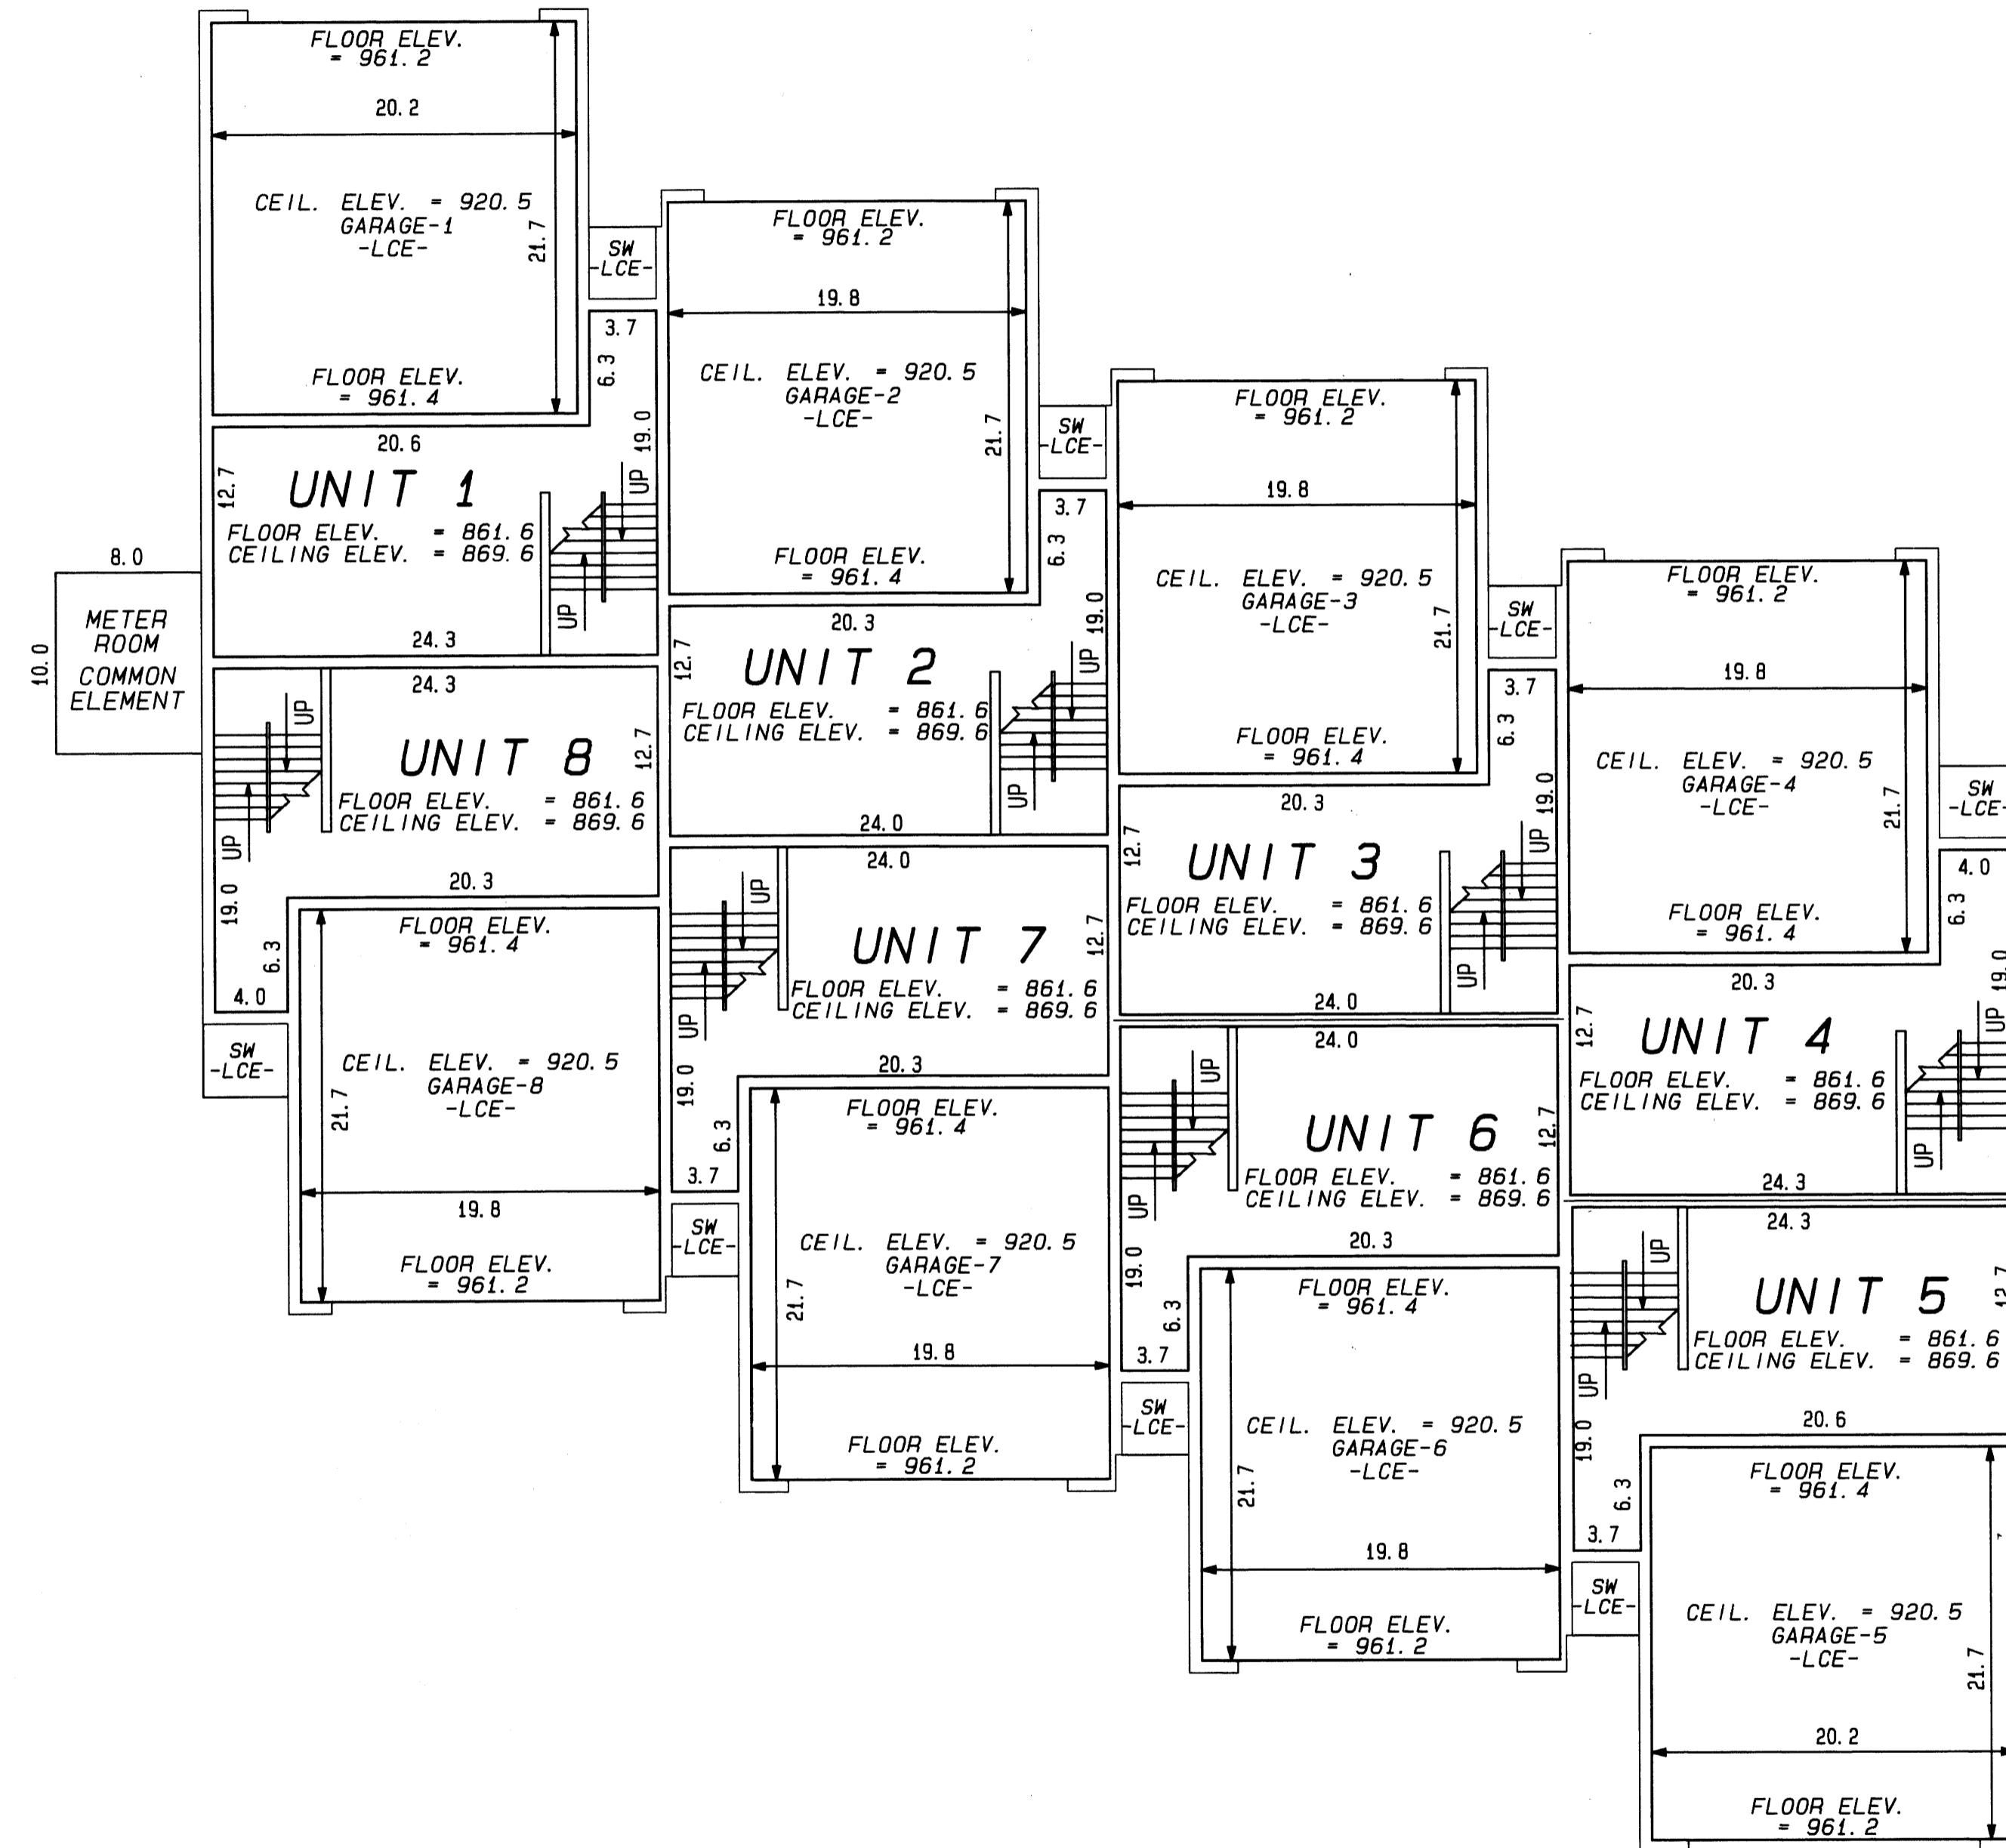 FLOOR ELEV.
= 961.2
20.2
CEIL. ELEV. = 920.5
GARAGE-1
-LCE-
21.7
FLOOR ELEV.
= 961.4
SW
-LCE-
3.7
6.3
19.0
20.6
12.7
UNIT 1
FLOOR ELEV. = 861.6
CEILING ELEV. = 869.6
UP
UP
24.3
8.0
10.0
METER
ROOM
COMMON
ELEMENT
FLOOR ELEV.
= 961.2
19.8
CEIL. ELEV. = 920.5
GARAGE-2
-LCE-
21.7
FLOOR ELEV.
= 961.4
SW
-LCE-
3.7
6.3
19.0
20.3
12.7
UNIT 2
FLOOR ELEV. = 861.6
CEILING ELEV. = 869.6
UP
UP
24.0
FLOOR ELEV.
= 961.2
19.8
CEIL. ELEV. = 920.5
GARAGE-3
-LCE-
21.7
FLOOR ELEV.
= 961.4
SW
-LCE-
3.7
6.3
19.0
20.3
12.7
UNIT 3
FLOOR ELEV. = 861.6
CEILING ELEV. = 869.6
UP
UP
24.0
FLOOR ELEV.
= 961.2
19.8
CEIL. ELEV. = 920.5
GARAGE-4
-LCE-
21.7
FLOOR ELEV.
= 961.4
SW
-LCE-
4.0
6.3
19.0
20.3
12.7
UNIT 4
FLOOR ELEV. = 861.6
CEILING ELEV. = 869.6
UP
UP
24.3
24.3
UP
UP
UNIT 8
12.7
FLOOR ELEV. = 861.6
CEILING ELEV. = 869.6
20.3
19.0
6.3
4.0
SW
-LCE-
FLOOR ELEV.
= 961.4
CEIL. ELEV. = 920.5
GARAGE-8
-LCE-
21.7
19.8
FLOOR ELEV.
= 961.2
24.0
UP
UP
UNIT 7
12.7
FLOOR ELEV. = 861.6
CEILING ELEV. = 869.6
20.3
19.0
6.3
3.7
SW
-LCE-
FLOOR ELEV.
= 961.4
CEIL. ELEV. = 920.5
GARAGE-7
-LCE-
21.7
19.8
FLOOR ELEV.
= 961.2
24.0
UP
UP
UNIT 6
12.7
FLOOR ELEV. = 861.6
CEILING ELEV. = 869.6
20.3
19.0
6.3
3.7
SW
-LCE-
FLOOR ELEV.
= 961.4
CEIL. ELEV. = 920.5
GARAGE-6
-LCE-
21.7
19.8
FLOOR ELEV.
= 961.2
24.3
UP
UP
UNIT 5
12.7
FLOOR ELEV. = 861.6
CEILING ELEV. = 869.6
20.6
19.0
6.3
3.7
SW
-LCE-
FLOOR ELEV.
= 961.4
CEIL. ELEV. = 920.5
GARAGE-5
-LCE-
21.7
20.2
FLOOR ELEV.
= 961.2